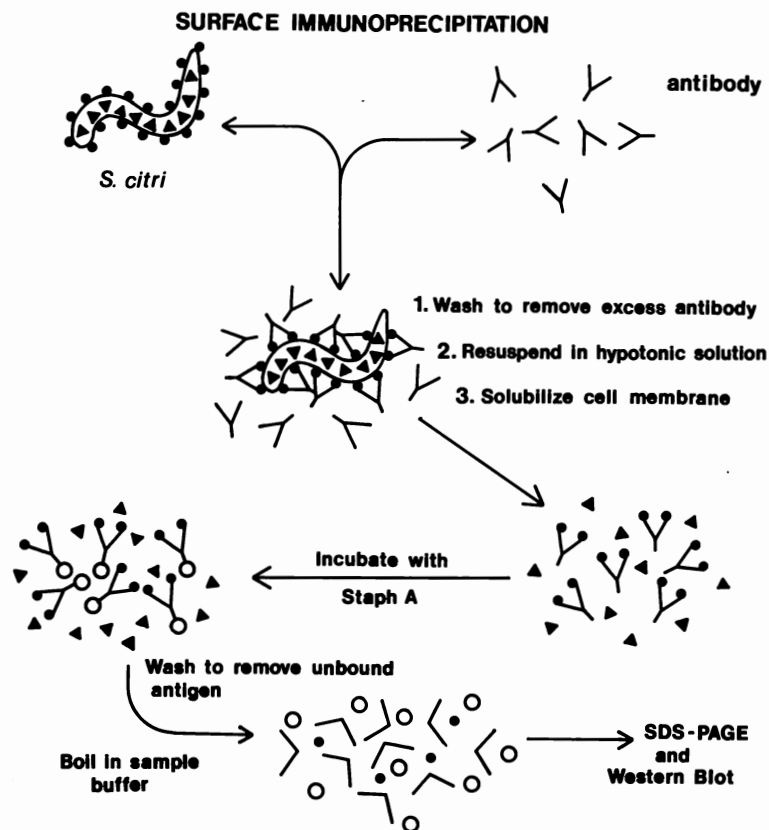 SURFACE IMMUNOPRECIPITATION
antibody
S. citri
1. Wash to remove excess antibody
2. Resuspend in hypotonic solution
3. Solubilize cell membrane
Incubate with
Staph A
Wash to remove unbound
antigen
Boil in sample
buffer
SDS-PAGE
and
Western Blot